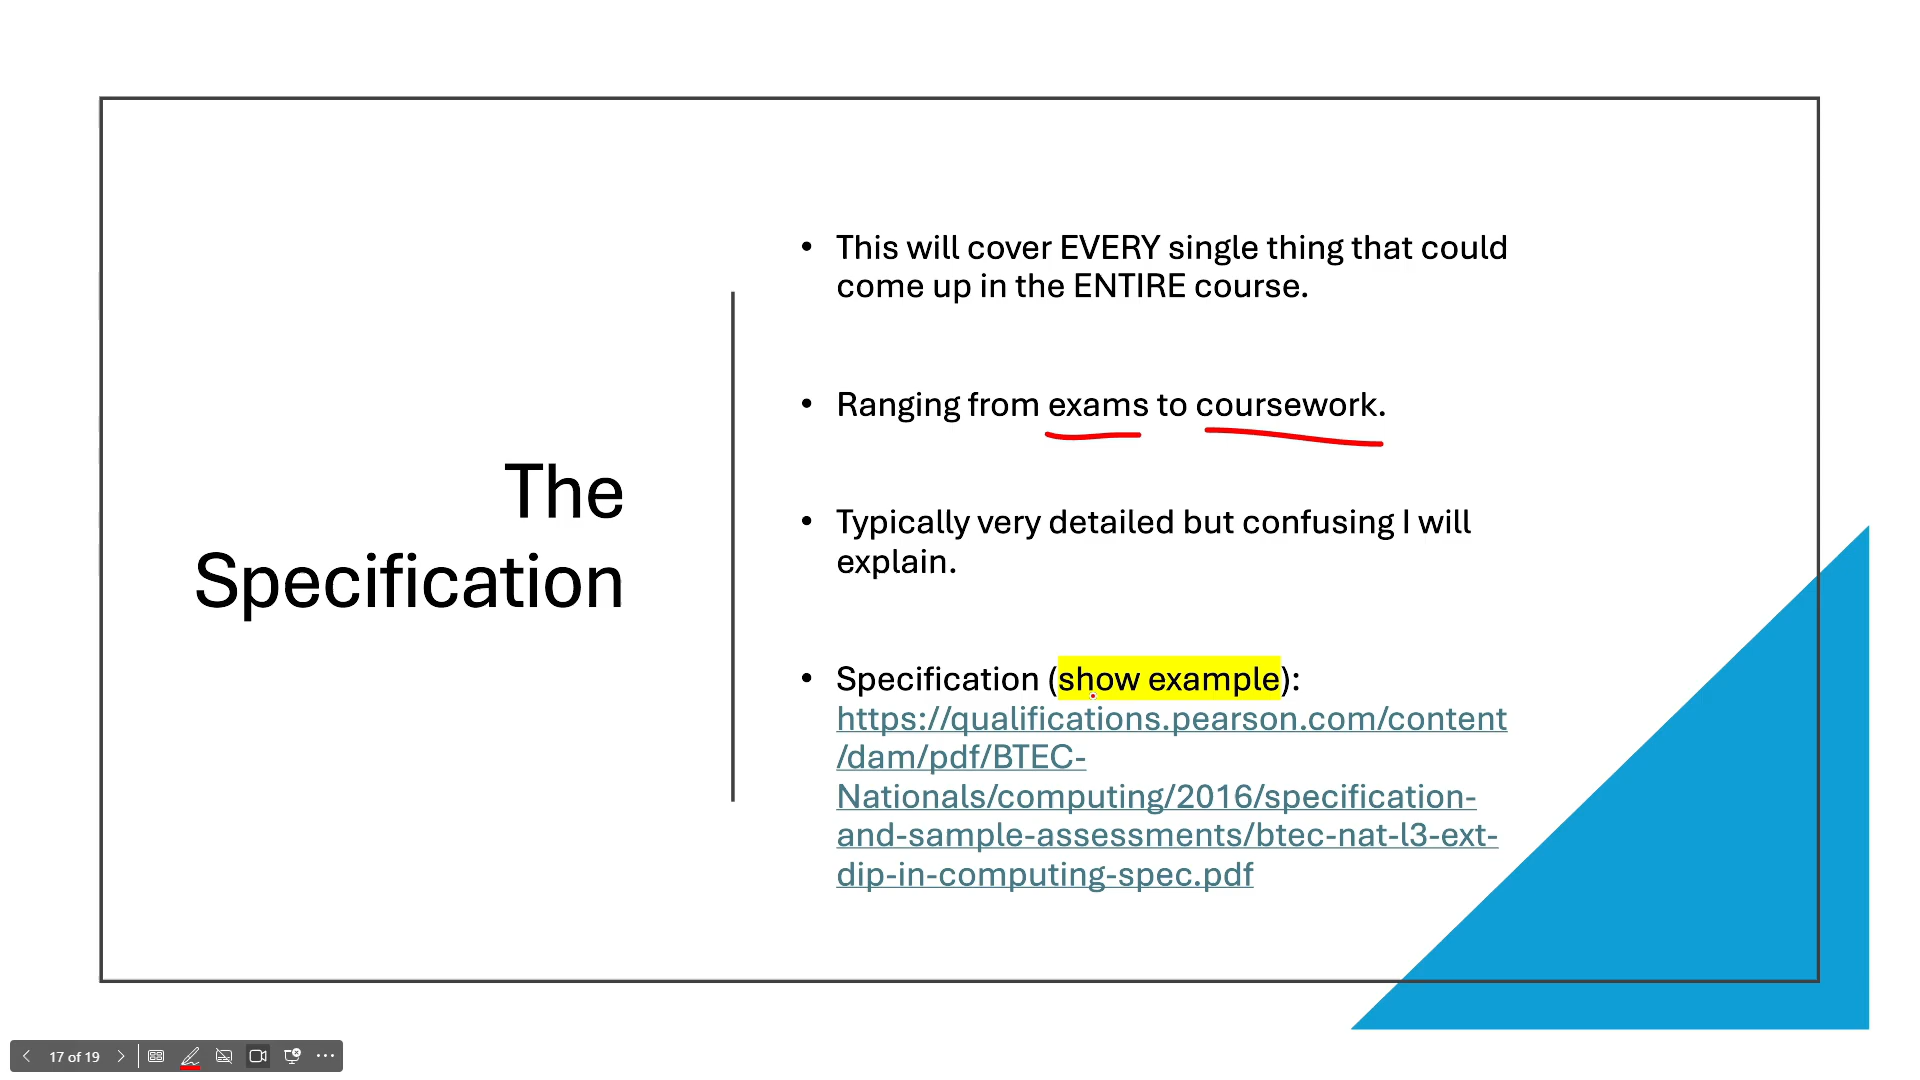 The
Specification
• This will cover EVERY single thing that could
come up in the ENTIRE course.
• Ranging from exams to coursework.
• Typically very detailed but confusing I will
explain.
• Specification (show example):
https://qualifications.pearson.com/content
/dam/pdf/BTEC-
Nationals/computing/2016/specification-
and-sample-assessments/btec-nat-l3-ext-
dip-in-computing-spec.pdf
17 of 19